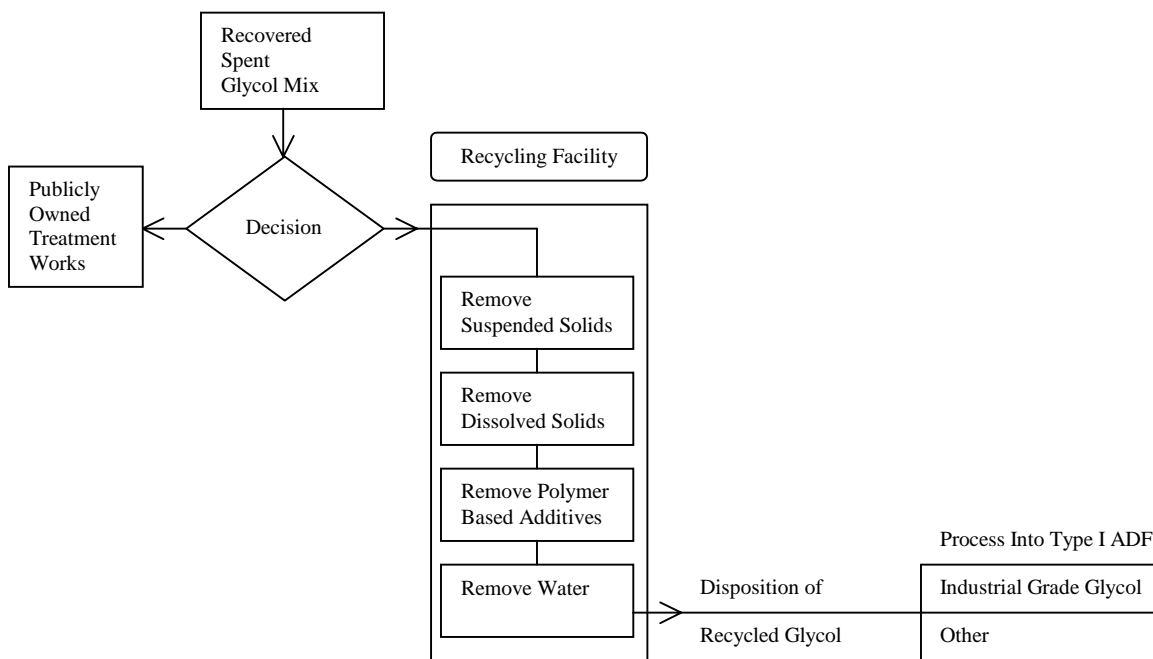 Recovered
Spent
Glycol Mix
Recycling Facility
Publicly
Owned
Treatment
Works
Decision
Remove
Suspended Solids
Remove
Dissolved Solids
Remove Polymer
Based Additives
Remove Water
Disposition of
Recycled Glycol
Process Into Type I ADF
Industrial Grade Glycol
Other